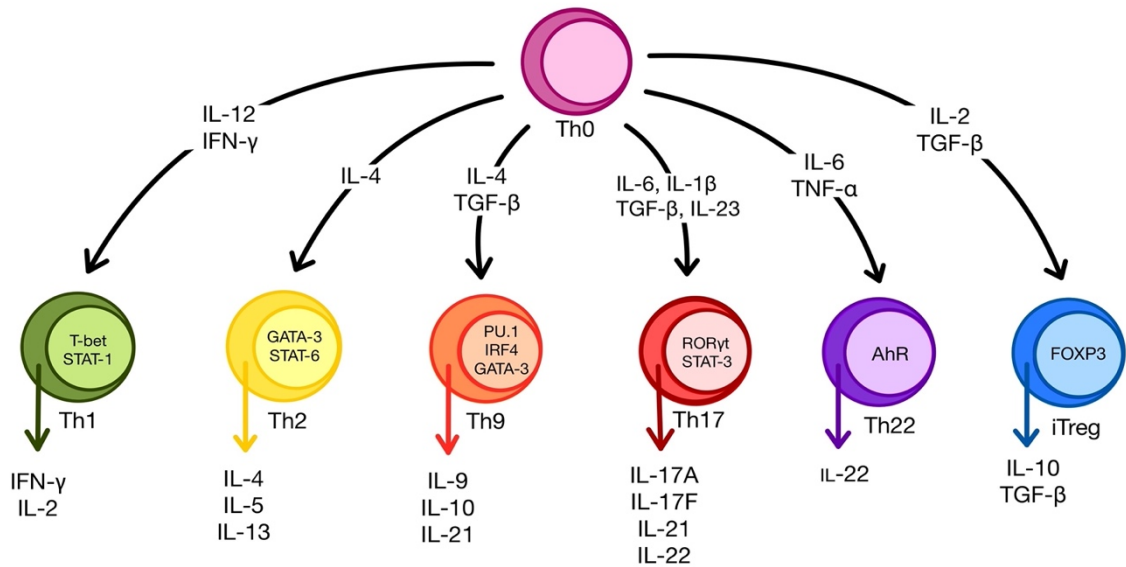 Th0
IL-12
IFN-γ
IL-4
IL-4
TGF-β
IL-6, IL-1β
TGF-β, IL-23
IL-6
TNF-α
IL-2
TGF-β
T-bet
STAT-1
Th1
IFN-γ
IL-2
GATA-3
STAT-6
Th2
IL-4
IL-5
IL-13
PU.1
IRF4
GATA-3
Th9
IL-9
IL-10
IL-21
RORγt
STAT-3
Th17
IL-17A
IL-17F
IL-21
IL-22
AhR
Th22
IL-22
FOXP3
iTreg
IL-10
TGF-β